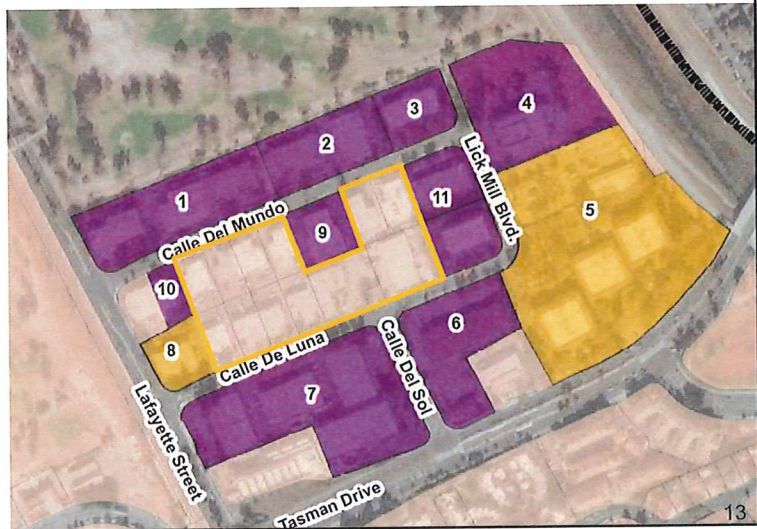 3
4
2
Lick Mill Blvd.
1
11
5
Calle Del Mundo
9
10
6
8
Calle De Luna
Calle Del Sol
7
Lafayette Street
Tasman Drive
13